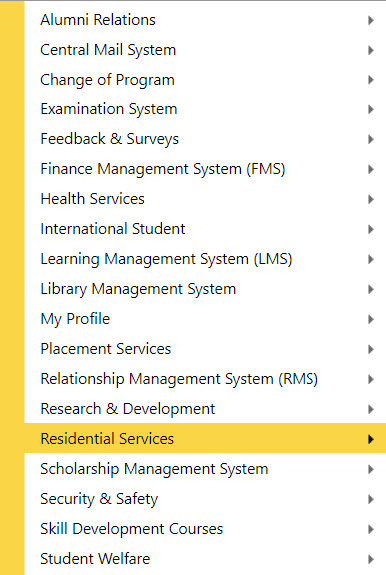 Alumni Relations
Central Mail System
Change of Program
Examination System
Feedback & Surveys
Finance Management System (FMS)
Health Services
International Student
Learning Management System (LMS)
Library Management System
My Profile
Placement Services
Relationship Management System (RMS)
Research & Development
Residential Services
Scholarship Management System
Security & Safety
Skill Development Courses
Student Welfare